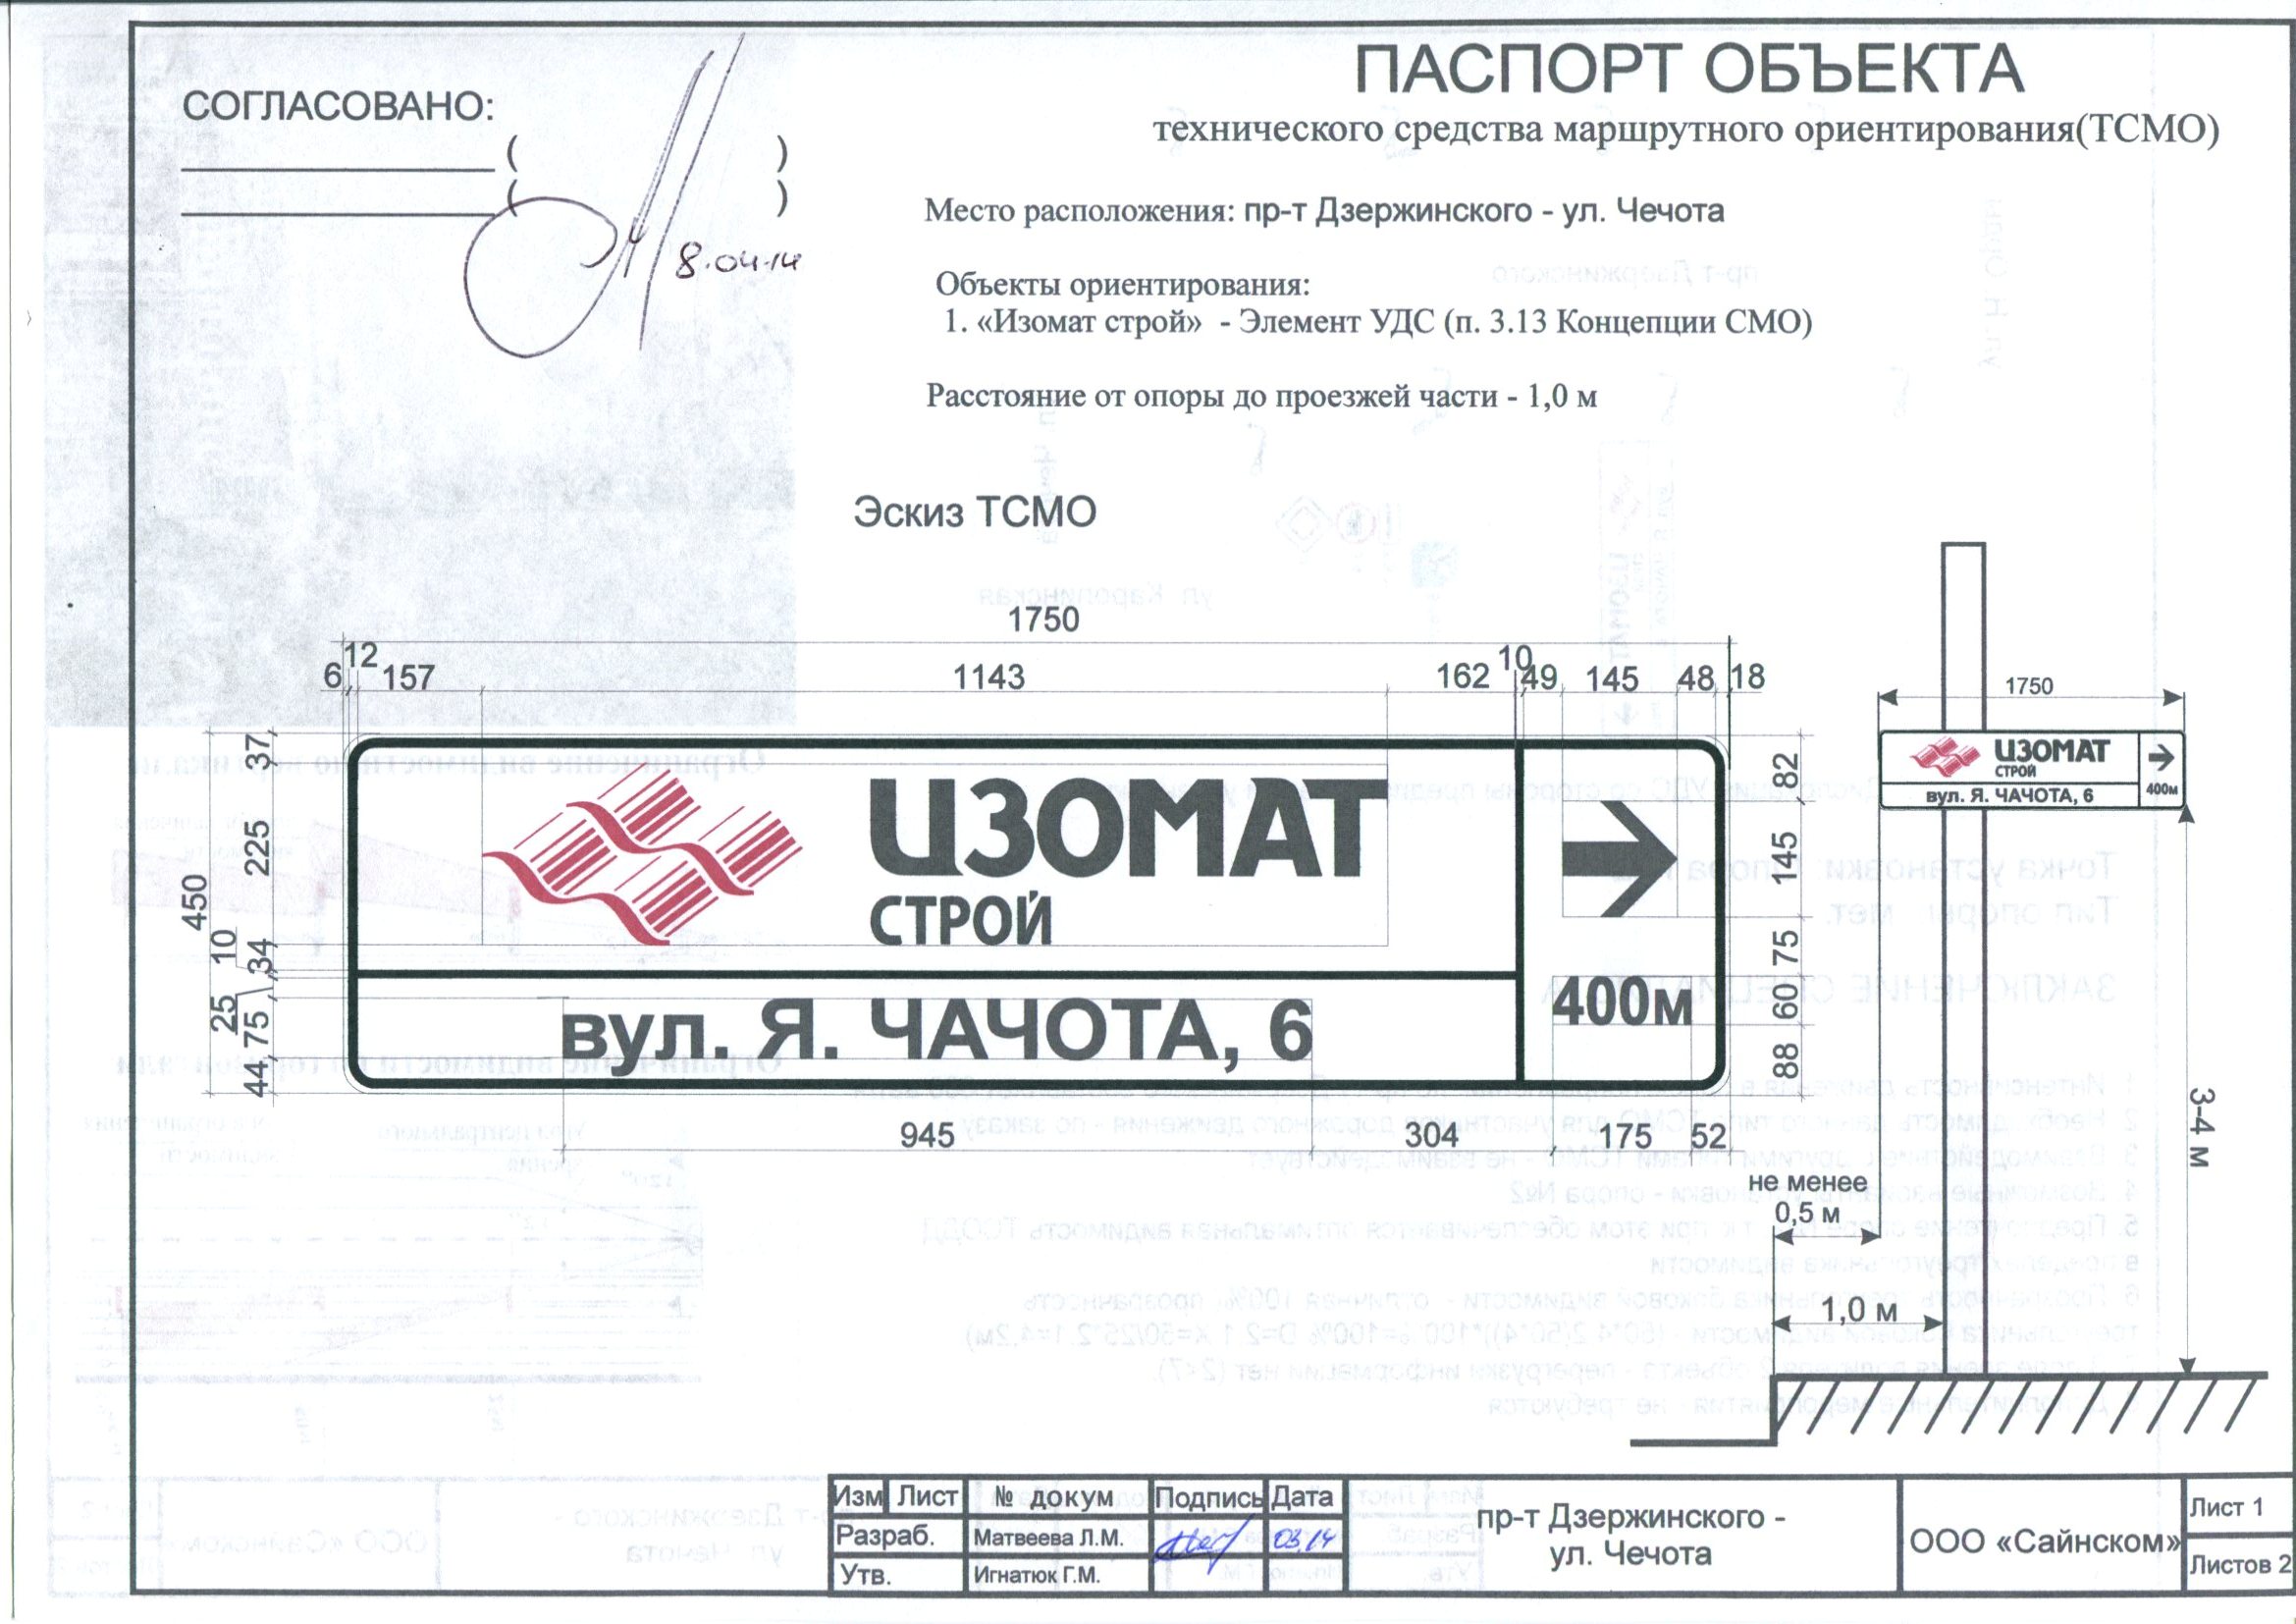 ПАСПОРТ ОБЪЕКТА
технического средства маршрутного ориентирования(ТСМО)
СОГЛАСОВАНО:
( )
( )
8.04.14
Место расположения: пр-т Дзержинского - ул. Чечота
Объекты ориентирования:
1. «Изомат строй» - Элемент УДС (п. 3.13 Концепции СМО)
Расстояние от опоры до проезжей части - 1,0 м
Эскиз ТСМО
1750
6 12 157 1143 162 10 49 145 48 18
450
37
225
10
34
25
75
44
ИЗОМАТ
СТРОЙ
вул. Я. ЧАЧОТА, 6
400м
82
145
75
60
88
945 304 175 52
1750
ИЗОМАТ
СТРОЙ
вул. Я. ЧАЧОТА, 6
400м
3-4 м
не менее
0,5 м
1,0 м
Изм Лист № докум Подпись Дата
Разраб. Матвеева Л.М. 03.14
Утв. Игнатюк Г.М.
пр-т Дзержинского -
ул. Чечота
ООО «Сайнском»
Лист 1
Листов 2